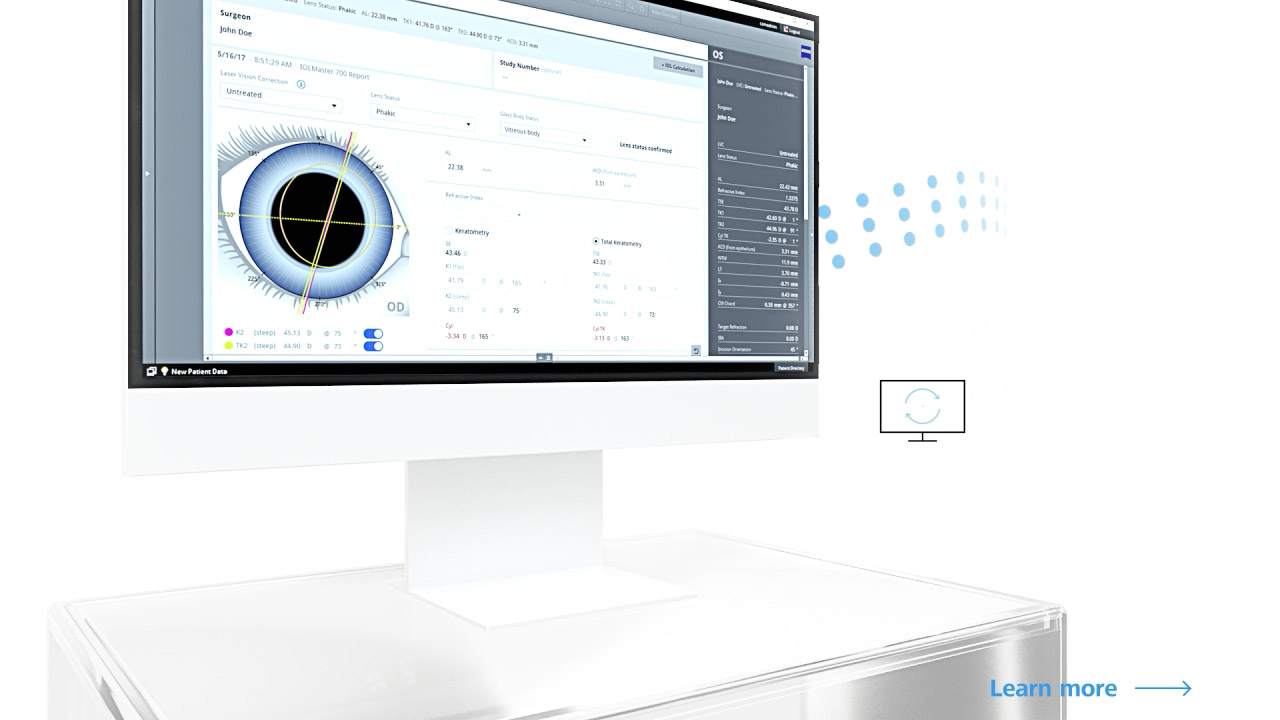 Lens Status: Phakic AL: 22.38 mm TK1: 41.76 D @ 163° TK2: 44.90 D @ 73° ACD: 3.31 mm
Surgeon
John Doe
5/16/17 8:51:29 AM IOLMaster 700 Report
Study Number (optional)
---
+ IOL Calculation
Laser Vision Correction
Untreated
Lens Status
Phakic
Glass Body Status
Vitreous body
Lens status confirmed
AL
22.38 mm
ACD (from epithelium)
3.31 mm
Refractive Index
Keratometry
Total Keratometry
SE
43.46 D
TSE
43.33 D
K1 (flat)
41.79 D @ 165 °
TK1 (flat)
41.76 D @ 163 °
K2 (steep)
45.13 D @ 75 °
TK2 (steep)
44.90 D @ 73 °
Cyl
-3.34 D @ 165 °
Cyl TK
-3.13 D @ 163 °
90°
135°
45°
180°
0°
225°
315°
270°
OD
K2 (steep) 45.13 D @ 75 °
TK2 (steep) 44.90 D @ 73 °
Logout
ZEISS
OS
John Doe LVC: Untreated Lens Status: Phakic ...
Surgeon
John Doe
LVC Untreated
Lens Status Phakic
AL 22.42 mm
Refractive Index 1.3375
TSE 43.78 D
TK1 42.60 D @ 1 °
TK2 44.96 D @ 91 °
Cyl TK -2.35 D @ 1 °
ACD (from epithelium) 3.31 mm
WTW 11.9 mm
LT 3.70 mm
Ix -0.71 mm
Iy 0.43 mm
CW Chord 0.38 mm @ 357 °
Target Refraction 0.00 D
SIA 0.00 D
Incision Orientation 45 °
New Patient Data
Patient Directory
Learn more